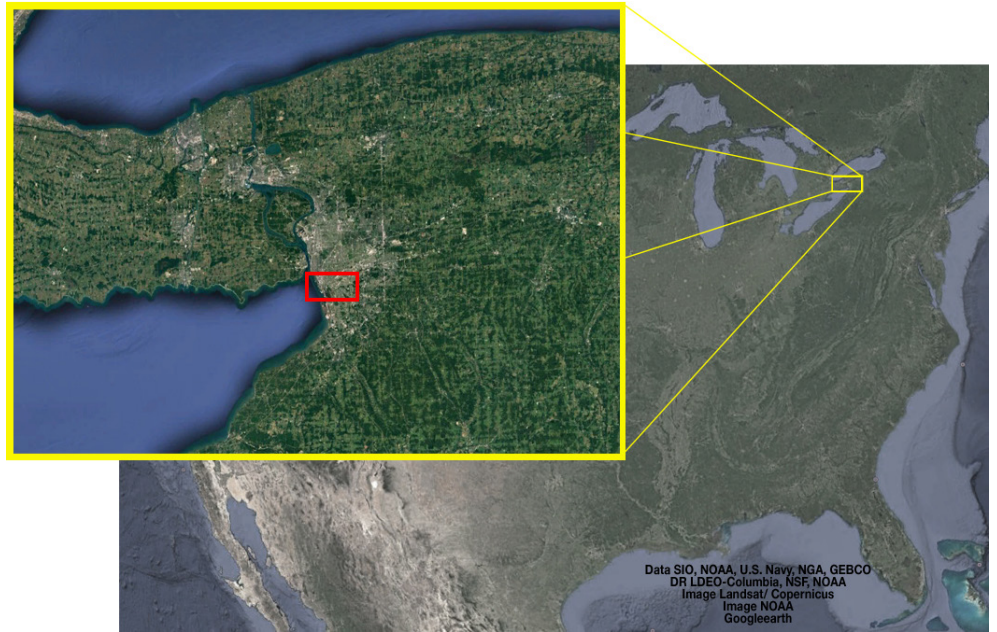 Data SIO, NOAA, U.S. Navy, NGA, GEBCO
DR LDEO-Columbia, NSF, NOAA
Image Landsat/ Copernicus
Image NOAA
Googleearth